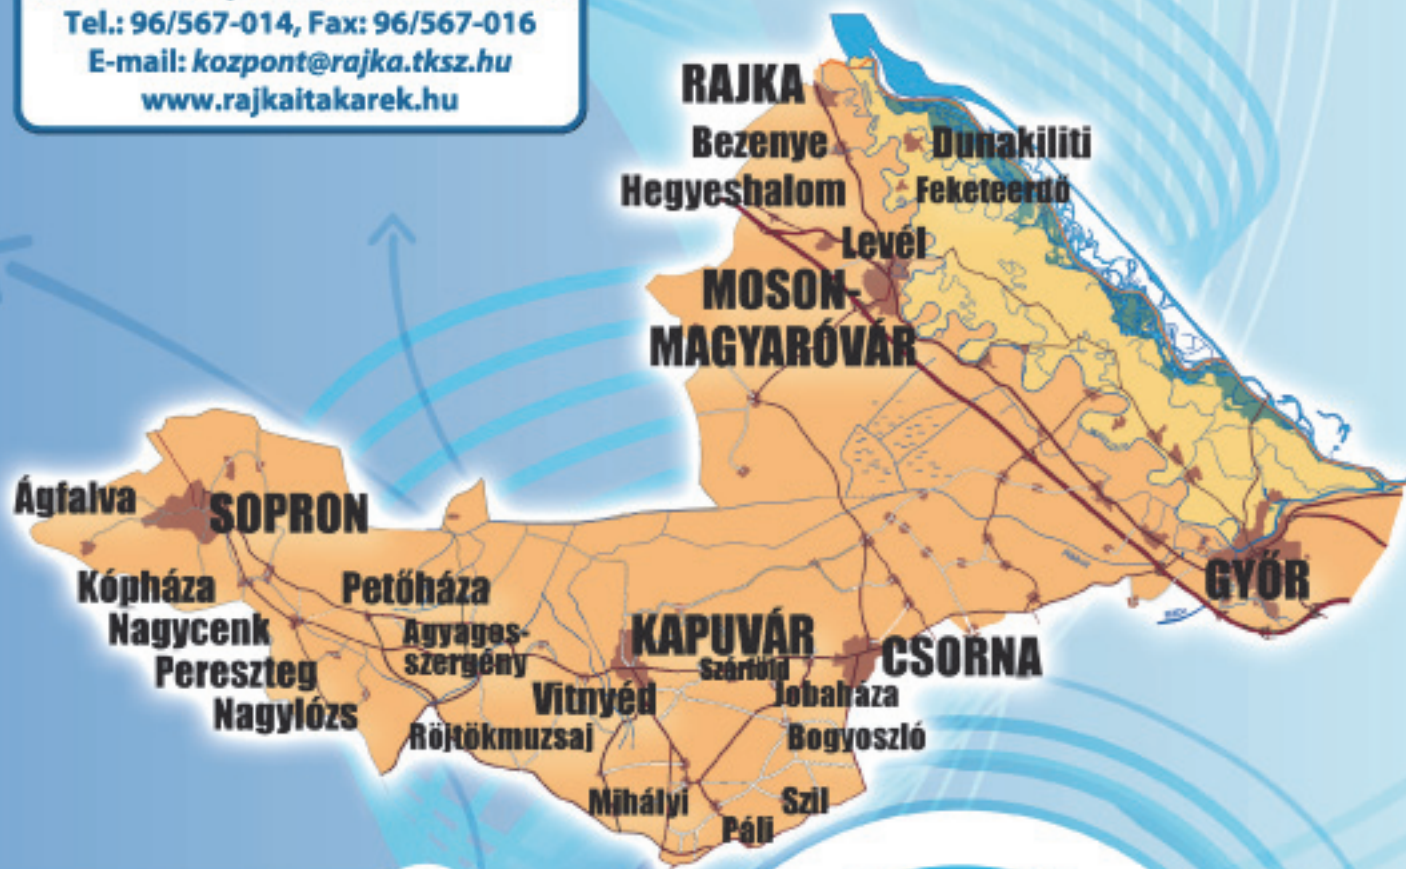 Tel.: 96/567-014, Fax: 96/567-016
E-mail: kozpont@rajka.tksz.hu
www.rajkaitakarek.hu
RAJKA
Bezenye
Dunakiliti
Hegyeshalom
Feketeerdő
Levél
MOSON-
MAGYARÓVÁR
Ágfalva
SOPRON
GYŐR
Kópháza
Petőháza
Nagycenk
Agyagos-
szergény
KAPUVÁR
CSORNA
Pereszteg
Szárföld
Vitnyéd
Jobaháza
Nagylózs
Röjtökmuzsaj
Bogyoszló
Mihályi
Szil
Páli